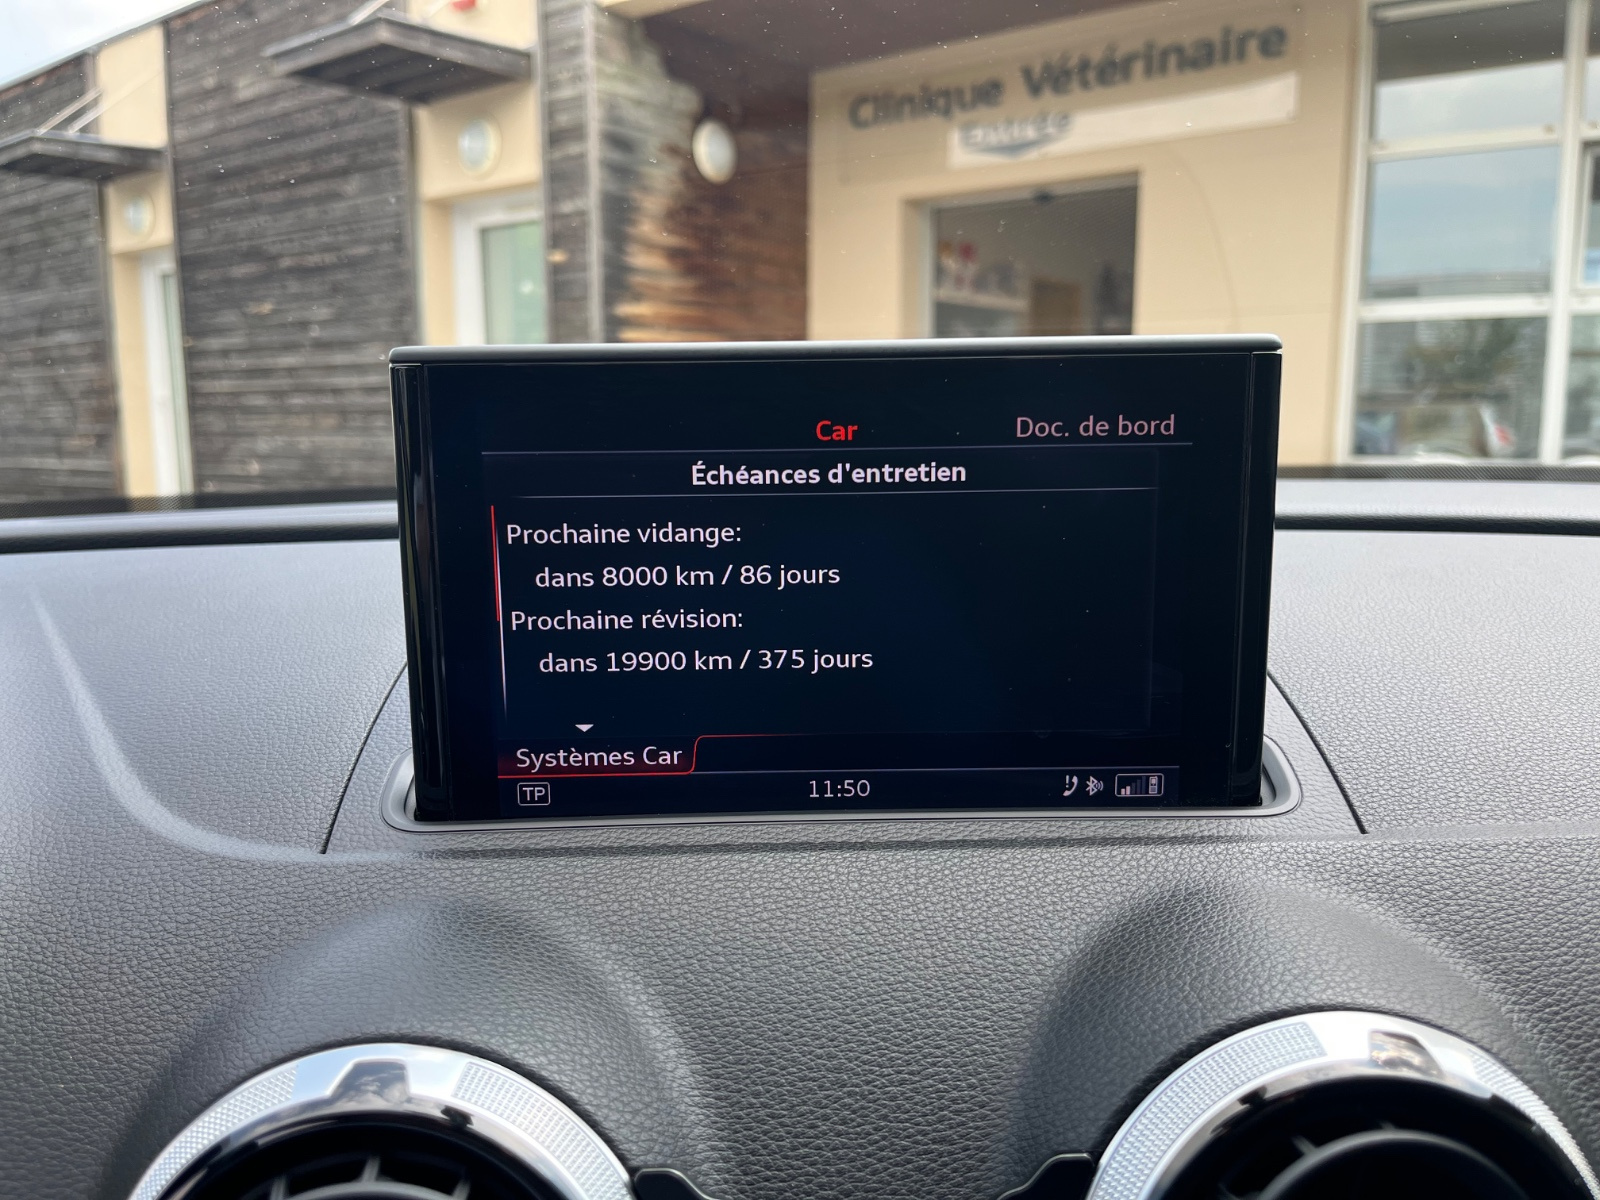 Clinique Vétérinaire
Entrée
Car
Doc. de bord
Échéances d'entretien
Prochaine vidange:
dans 8000 km / 86 jours
Prochaine révision:
dans 19900 km / 375 jours
Systèmes Car
TP
11:50